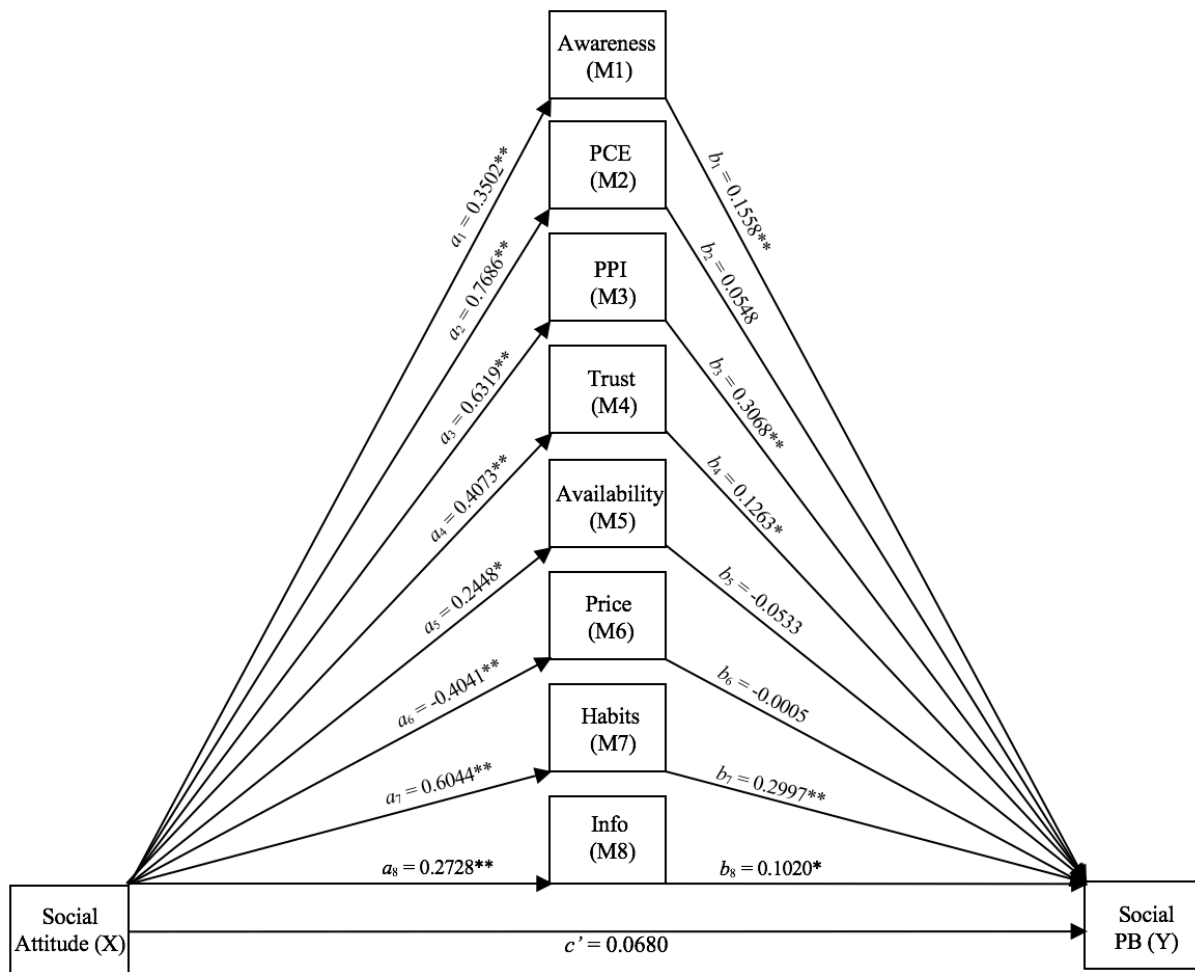 Awareness
(M1)
PCE
(M2)
PPI
(M3)
Trust
(M4)
Availability
(M5)
Price
(M6)
Habits
(M7)
Info
(M8)
a₁ = 0.3502**
a₂ = 0.7686**
a₃ = 0.6319**
a₄ = 0.4073**
a₅ = 0.2448*
a₆ = -0.4041**
a₇ = 0.6044**
a₈ = 0.2728**
b₁ = 0.1558**
b₂ = 0.0548
b₃ = 0.3068**
b₄ = 0.1263*
b₅ = -0.0533
b₆ = -0.0005
b₇ = 0.2997**
b₈ = 0.1020*
Social
Attitude (X)
c’ = 0.0680
Social
PB (Y)